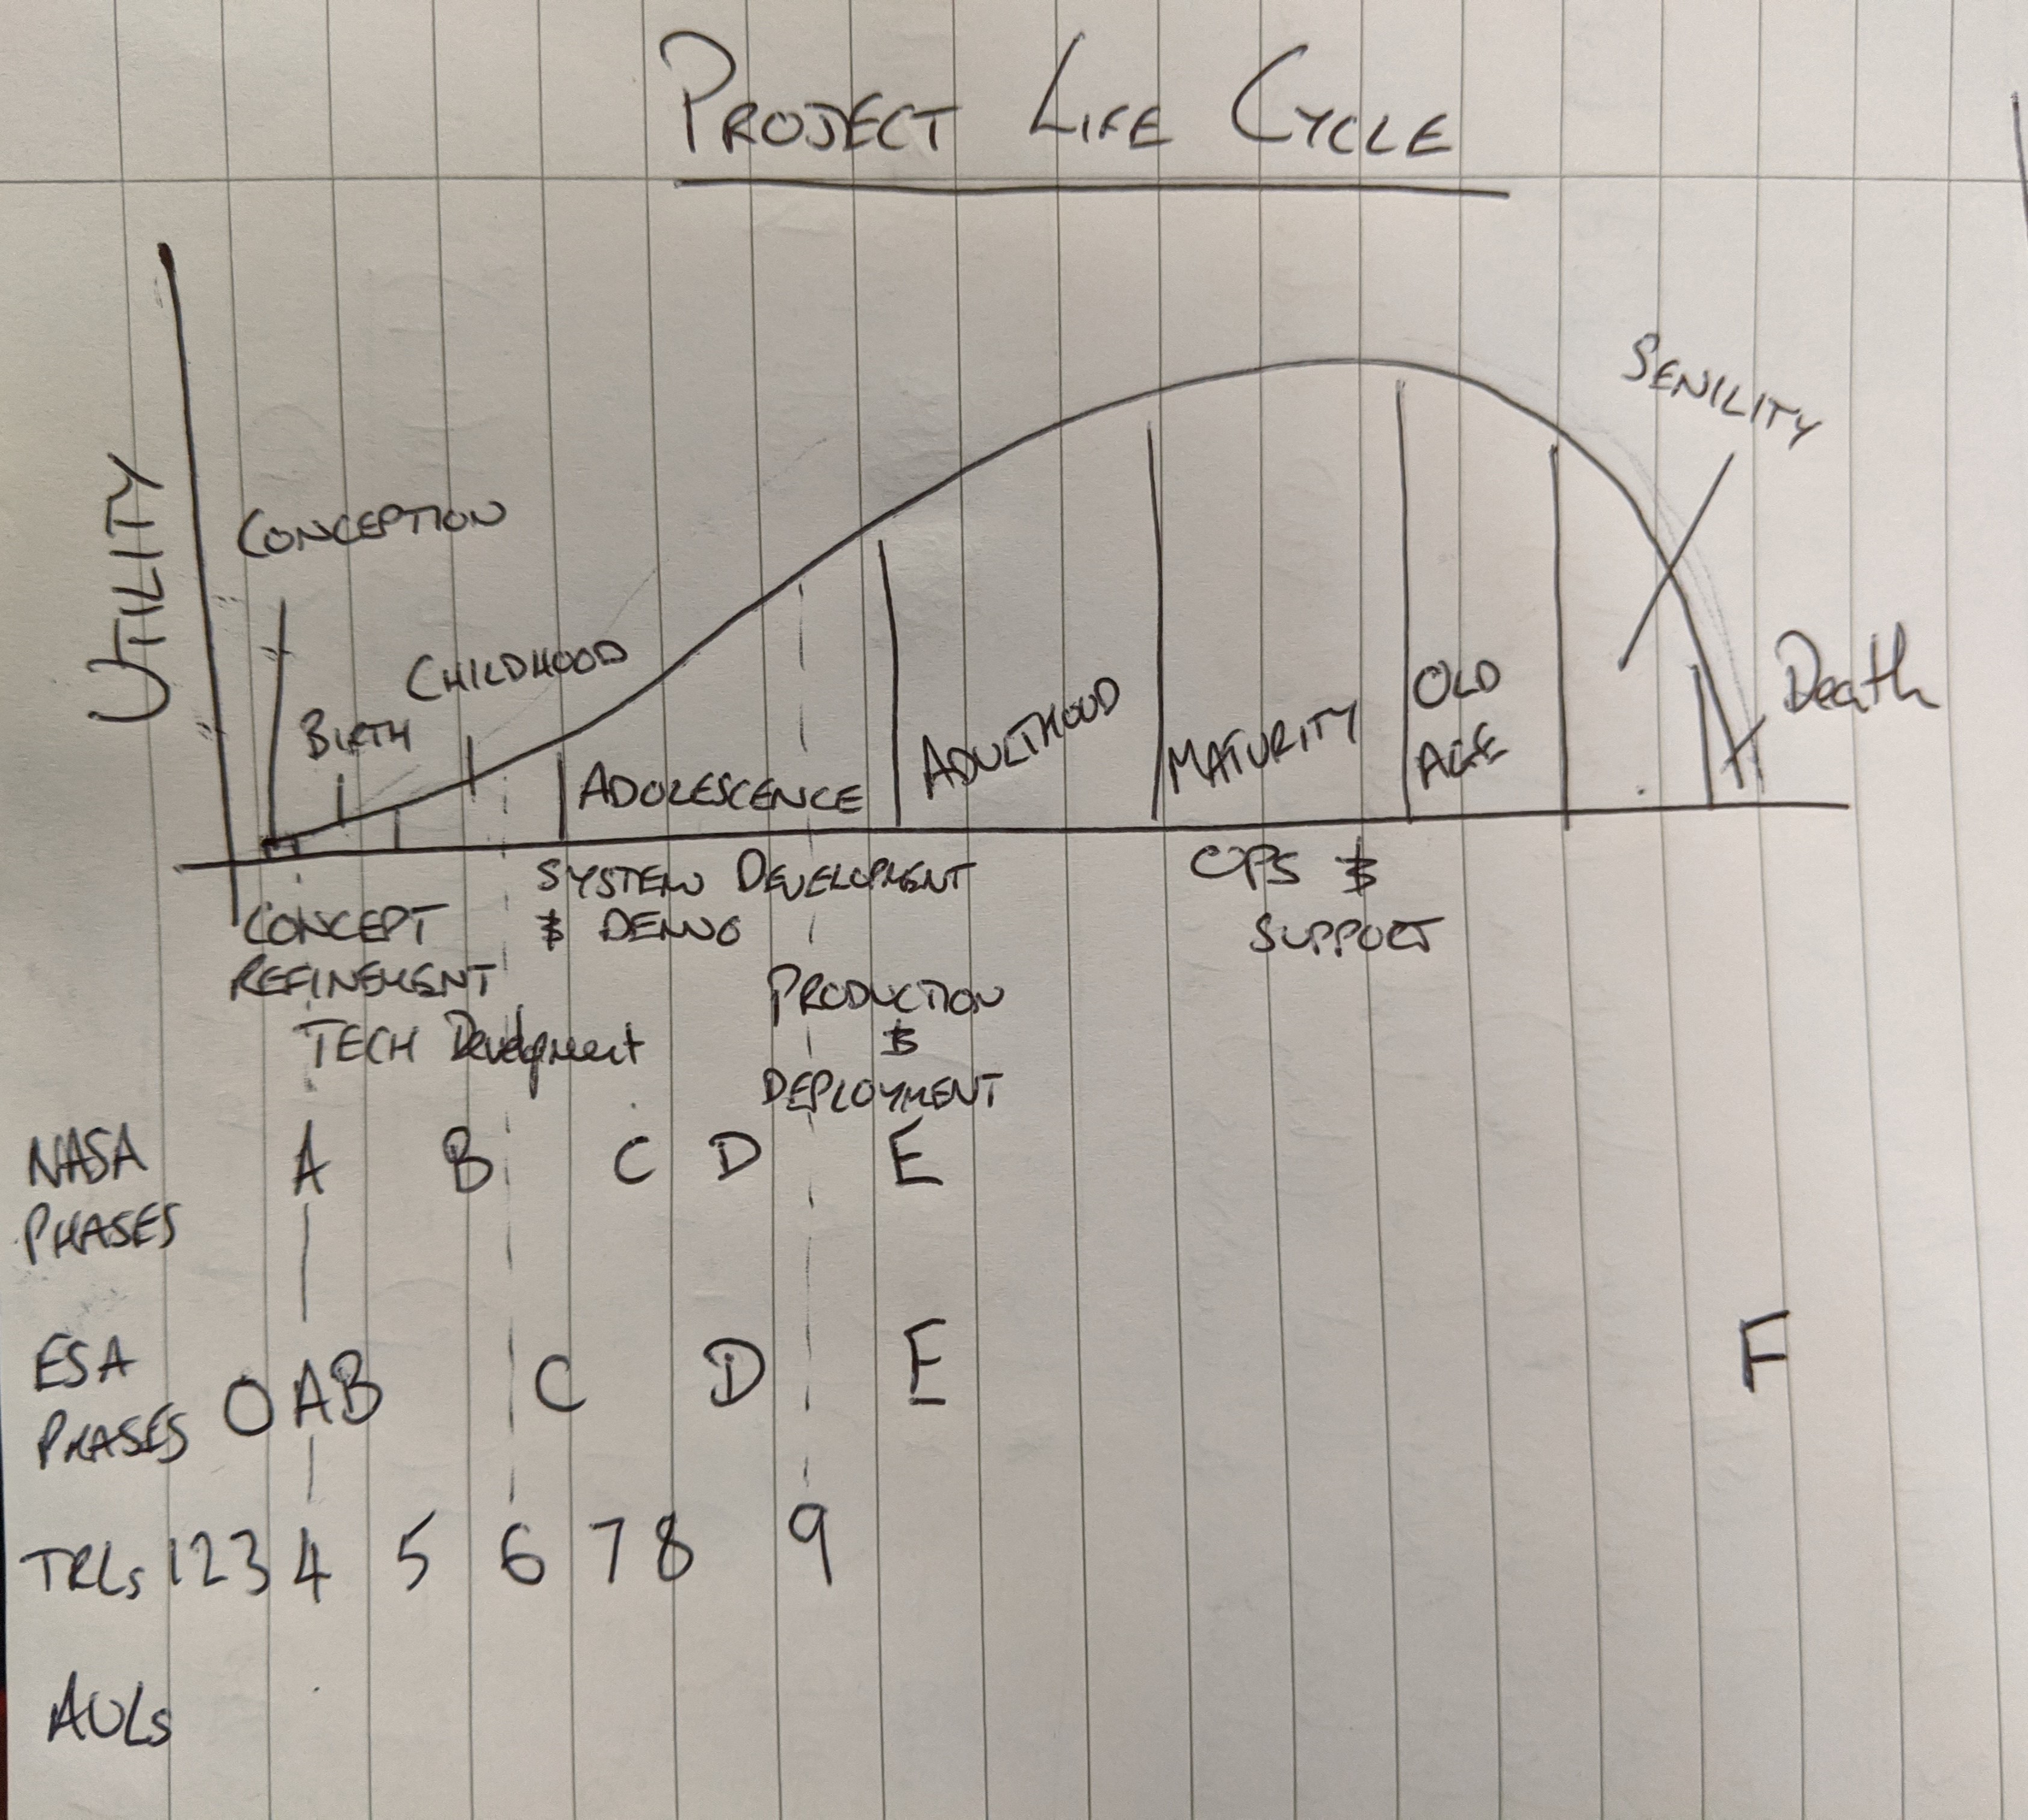 PROJECT LIFE CYCLE
UTILITY
CONCEPTION
BIRTH
CHILDHOOD
ADOLESCENCE
ADULTHOOD
MATURITY
OLD
AGE
SENILITY
Death
CONCEPT
REFINEMENT
TECH Development
SYSTEM DEVELOPMENT
& DEMO
PRODUCTION
&
DEPLOYMENT
OPS &
SUPPORT
NASA
PHASES
A B C D E
ESA
PHASES
O A B C D E F
TRLs 1 2 3 4 5 6 7 8 9
AULs